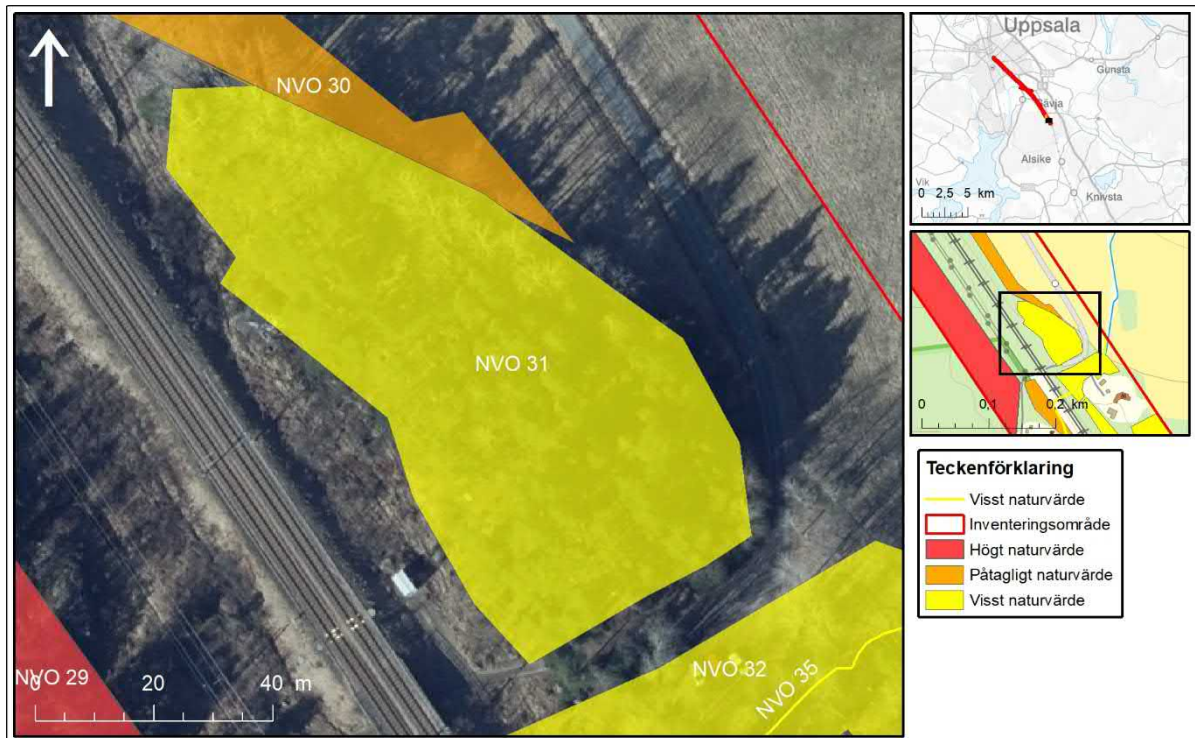 NVO 30
NVO 31
NVO 29
NVO 32
NVO 35
0 20 40 m
Uppsala
Gunsta
Sävja
Alsike
Vik
Knivsta
0 2,5 5 km
0 0,1 0,2 km
Teckenförklaring
Visst naturvärde
Inventeringsområde
Högt naturvärde
Påtagligt naturvärde
Visst naturvärde